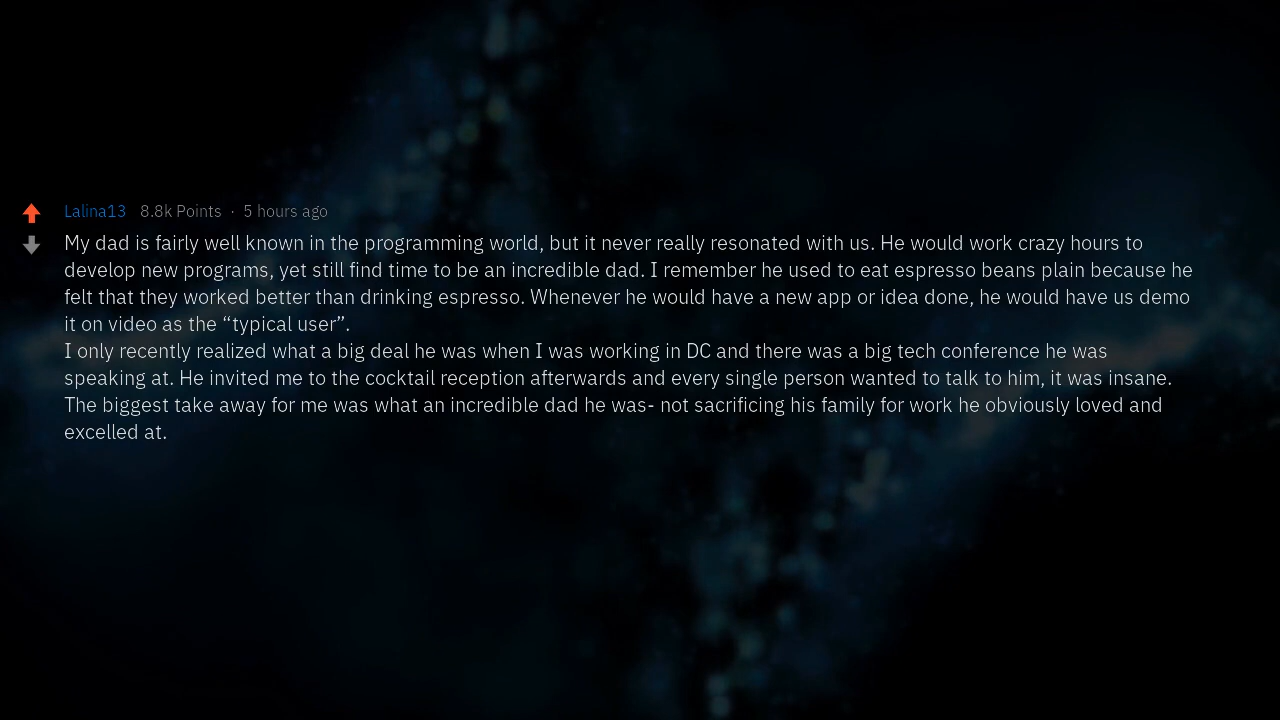 Lalina13 8.8k Points · 5 hours ago
My dad is fairly well known in the programming world, but it never really resonated with us. He would work crazy hours to
develop new programs, yet still find time to be an incredible dad. I remember he used to eat espresso beans plain because he
felt that they worked better than drinking espresso. Whenever he would have a new app or idea done, he would have us demo
it on video as the “typical user”.
I only recently realized what a big deal he was when I was working in DC and there was a big tech conference he was
speaking at. He invited me to the cocktail reception afterwards and every single person wanted to talk to him, it was insane.
The biggest take away for me was what an incredible dad he was- not sacrificing his family for work he obviously loved and
excelled at.